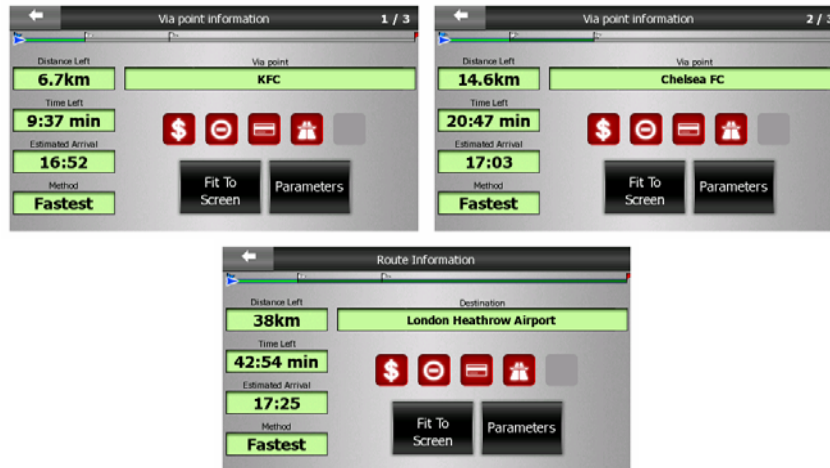 Via point information 1 / 3
Distance Left
6.7km
Via point
KFC
Time Left
9:37 min
Estimated Arrival
16:52
Method
Fastest
Fit To
Screen
Parameters
Via point information 2 / 3
Distance Left
14.6km
Via point
Chelsea FC
Time Left
20:47 min
Estimated Arrival
17:03
Method
Fastest
Fit To
Screen
Parameters
Route Information
Distance Left
38km
Destination
London Heathrow Airport
Time Left
42:54 min
Estimated Arrival
17:25
Method
Fastest
Fit To
Screen
Parameters